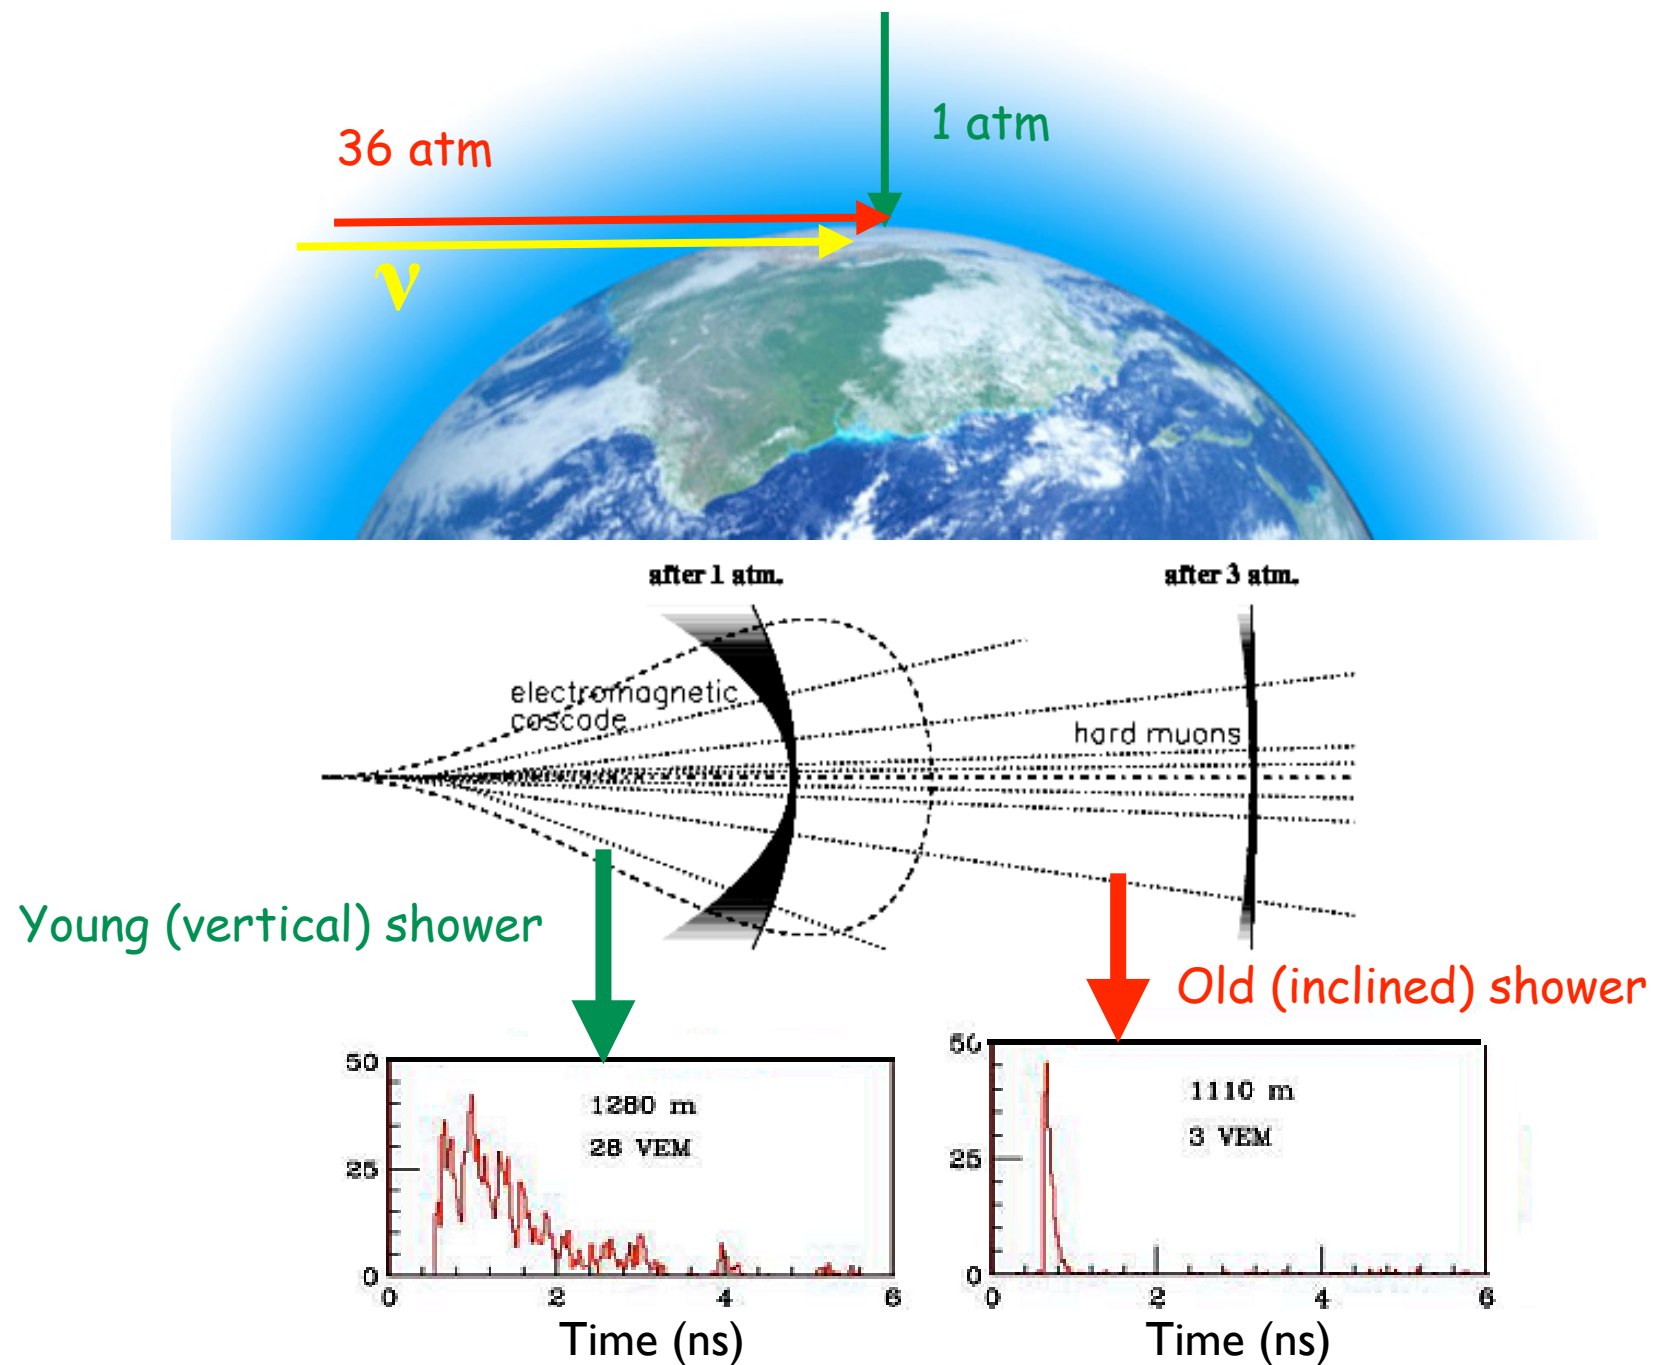 1 atm
36 atm
ν
after 1 atm.
after 3 atm.
electromagnetic
cascade
hard muons
Young (vertical) shower
Old (inclined) shower
50
25
0
1280 m
28 VEM
0 2 4 6
Time (ns)
50
25
0
1110 m
3 VEM
0 2 4 6
Time (ns)